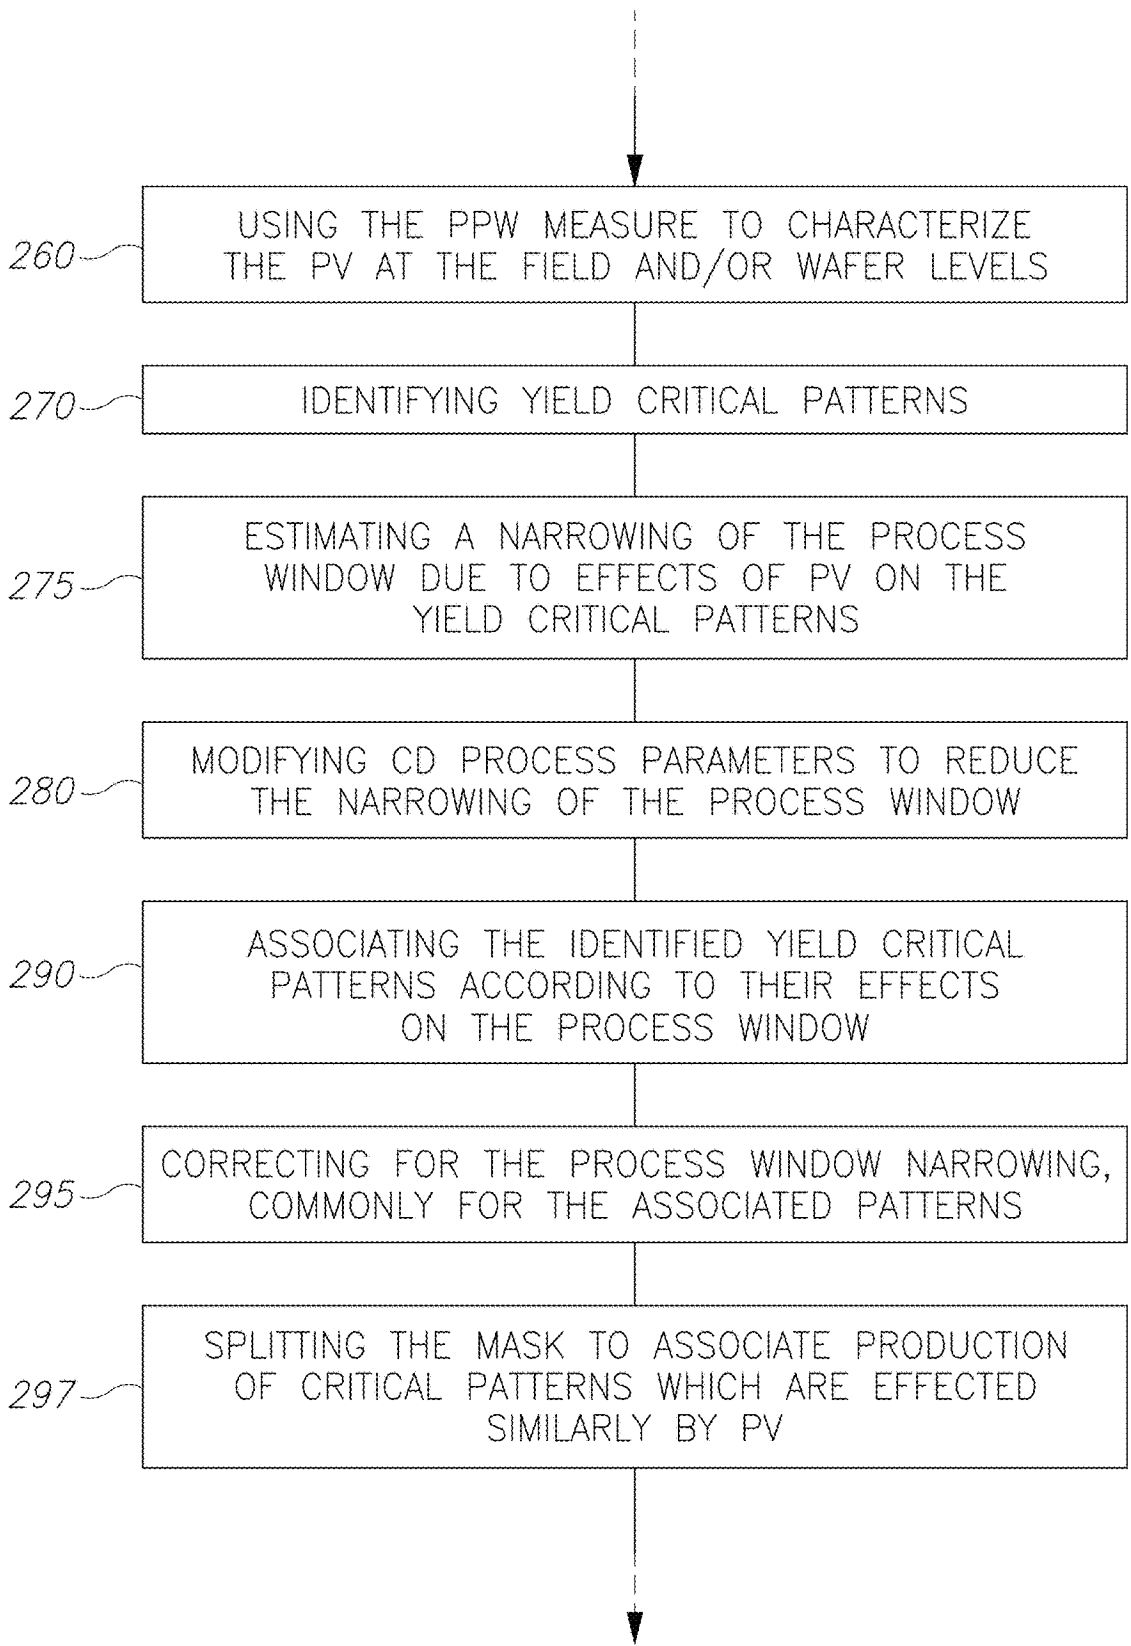 USING THE PPW MEASURE TO CHARACTERIZE
260 THE PV AT THE FIELD AND/OR WAFER LEVELS
270 IDENTIFYING YIELD CRITICAL PATTERNS
ESTIMATING A NARROWING OF THE PROCESS
275 WINDOW DUE TO EFFECTS OF PV ON THE
YIELD CRITICAL PATTERNS
MODIFYING CD PROCESS PARAMETERS TO REDUCE
280 THE NARROWING OF THE PROCESS WINDOW
ASSOCIATING THE IDENTIFIED YIELD CRITICAL
290 PATTERNS ACCORDING TO THEIR EFFECTS
ON THE PROCESS WINDOW
CORRECTING FOR THE PROCESS WINDOW NARROWING,
295 COMMONLY FOR THE ASSOCIATED PATTERNS
SPLITTING THE MASK TO ASSOCIATE PRODUCTION
297 OF CRITICAL PATTERNS WHICH ARE EFFECTED
SIMILARLY BY PV